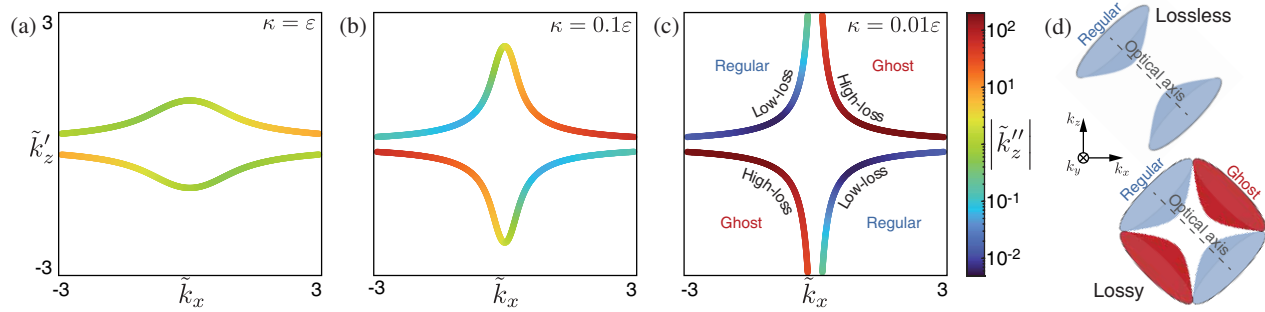 (a)
3
κ = ε
k̃′z
-3
-3
k̃x
3
(b)
κ = 0.1ε
-3
k̃x
3
(c)
κ = 0.01ε
Regular
Ghost
Low-loss
High-loss
High-loss
Low-loss
Ghost
Regular
-3
k̃x
3
10²
10¹
10⁰
10⁻¹
10⁻²
|k̃″z|
(d)
Regular
Lossless
Optical axis
kz
ky
kx
Regular
Ghost
Optical axis
Lossy